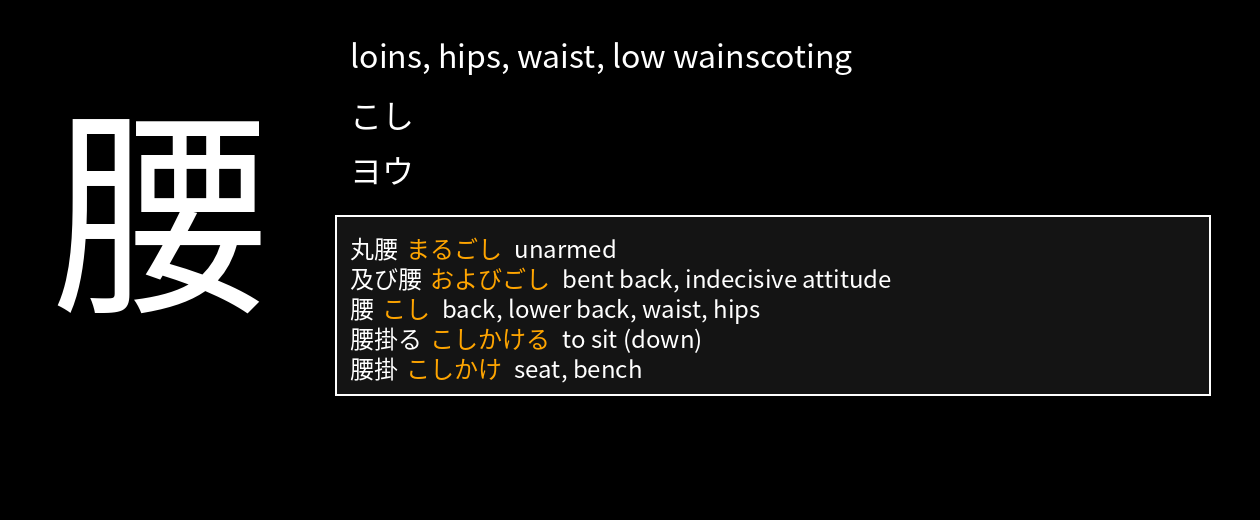 腰
loins, hips, waist, low wainscoting
こし
ヨウ
丸腰 まるごし unarmed
及び腰 およびごし bent back, indecisive attitude
腰 こし back, lower back, waist, hips
腰掛る こしかける to sit (down)
腰掛 こしかけ seat, bench